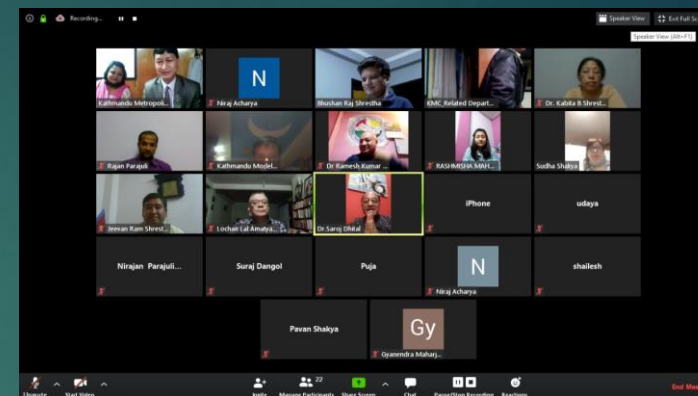 Recording...
Speaker View
Exit Full Sc
Speaker View (Alt+F1)
Kathmandu Metropoli...
N
Niraj Acharya
Bhushan Raj Shrestha
KMC_Related Depart...
Dr. Kabita B Shrest...
Rajan Parajuli
Kathmandu Model...
Dr Ramesh Kumar ...
RASHMISHA MAH...
Sudha Shakya
Jeevan Ram Shrest...
Lochan Lal Amatya...
Dr.Saroj Dhital
iPhone
udaya
Nirajan Parajuli...
Suraj Dangol
Puja
N
Niraj Acharya
shailesh
Pavan Shakya
Gy
Gyanendra Maharj...
Unmute
Start Video
Invite
22
Manage Participants
Share Screen
Chat
Pause/Stop Recording
Reactions
End Mee